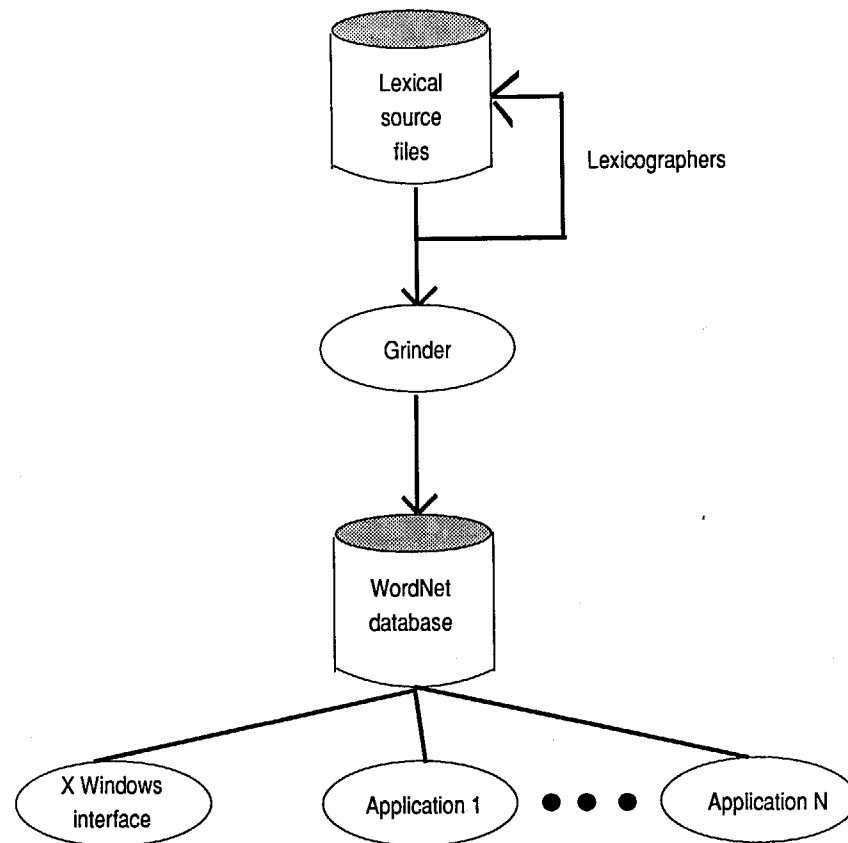 Lexical
source
files
Lexicographers
Grinder
WordNet
database
X Windows
interface
Application 1
Application N